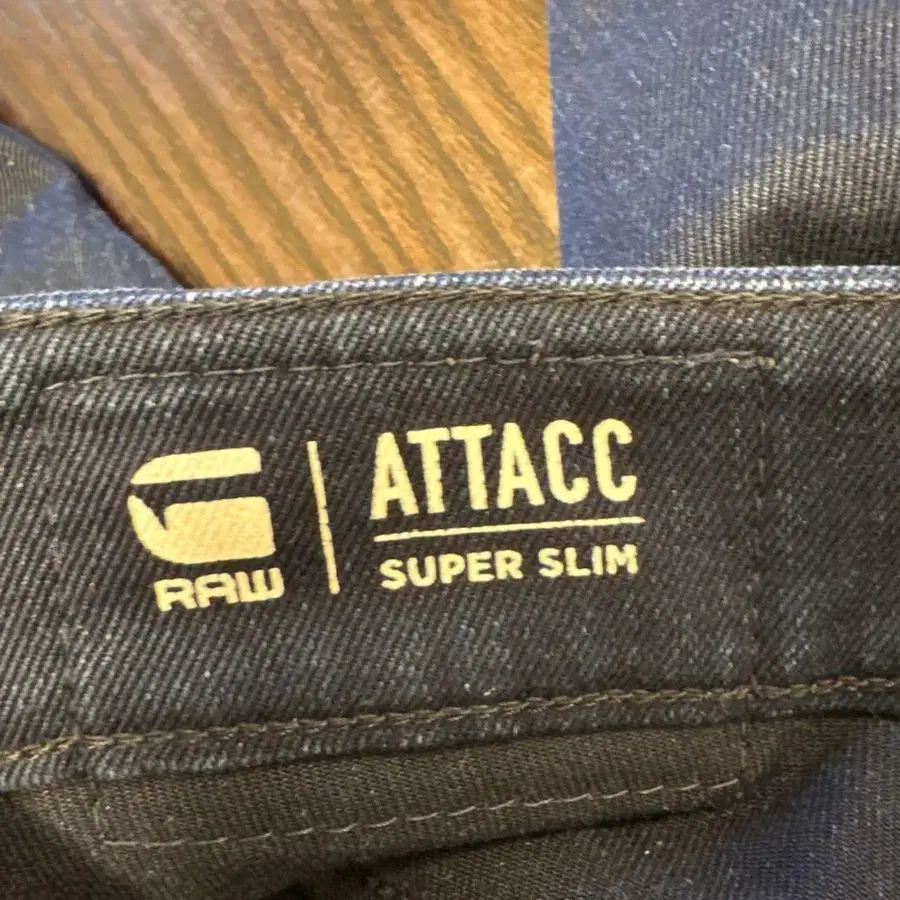 G
RAW
ATTACC
SUPER SLIM